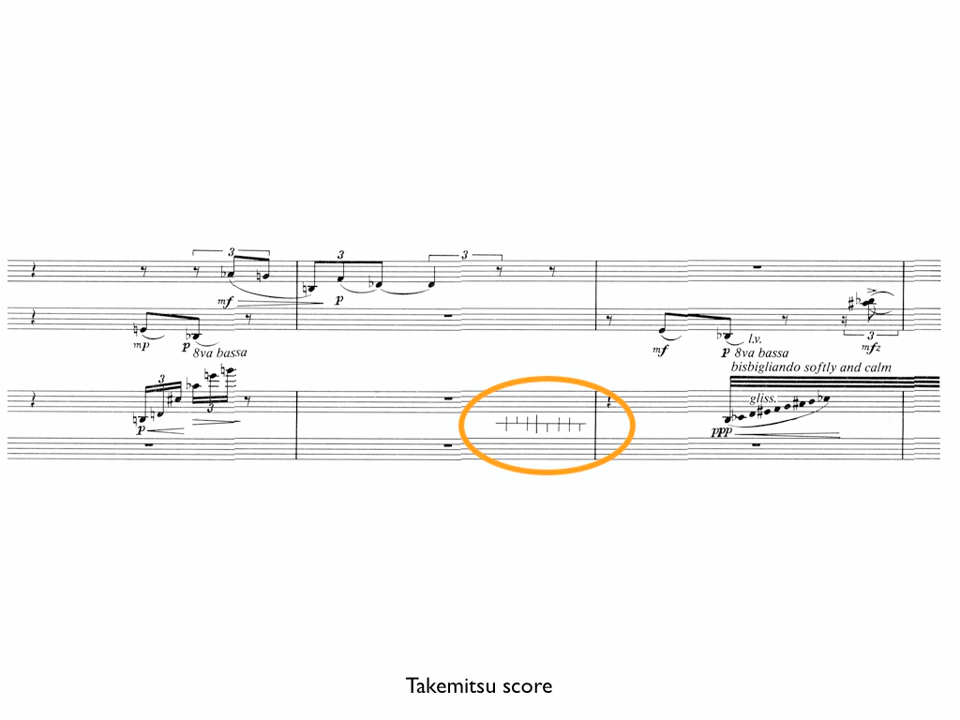 3 3 3
mf p
mp p mf p l.v. 3
8va bassa 8va bassa mfz
bisbigliando softly and calm
3 gliss.
3
p ppp
Takemitsu score